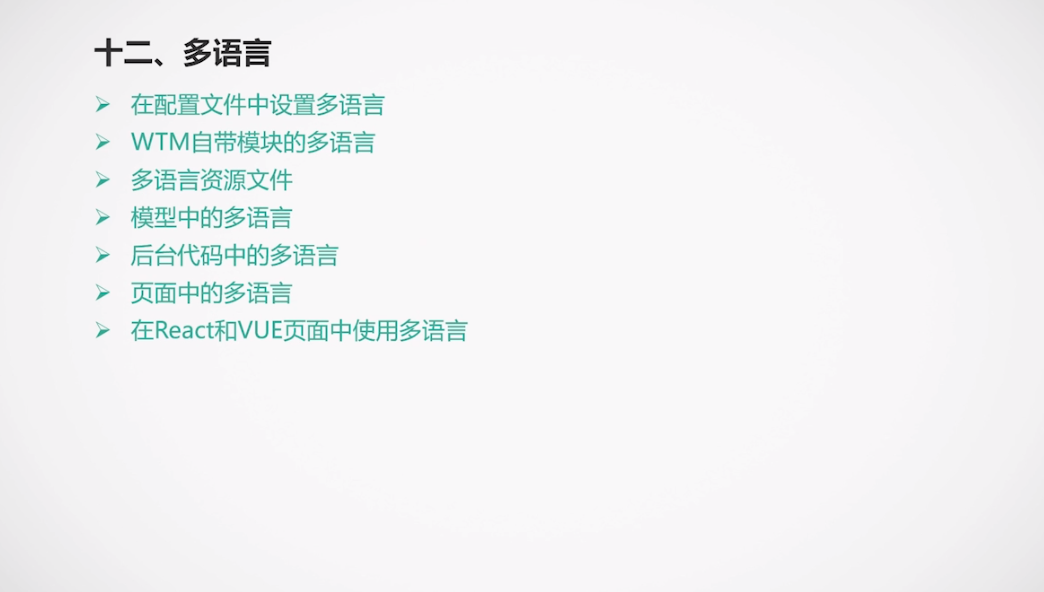 十二、多语言
在配置文件中设置多语言
WTM自带模块的多语言
多语言资源文件
模型中的多语言
后台代码中的多语言
页面中的多语言
在React和VUE页面中使用多语言